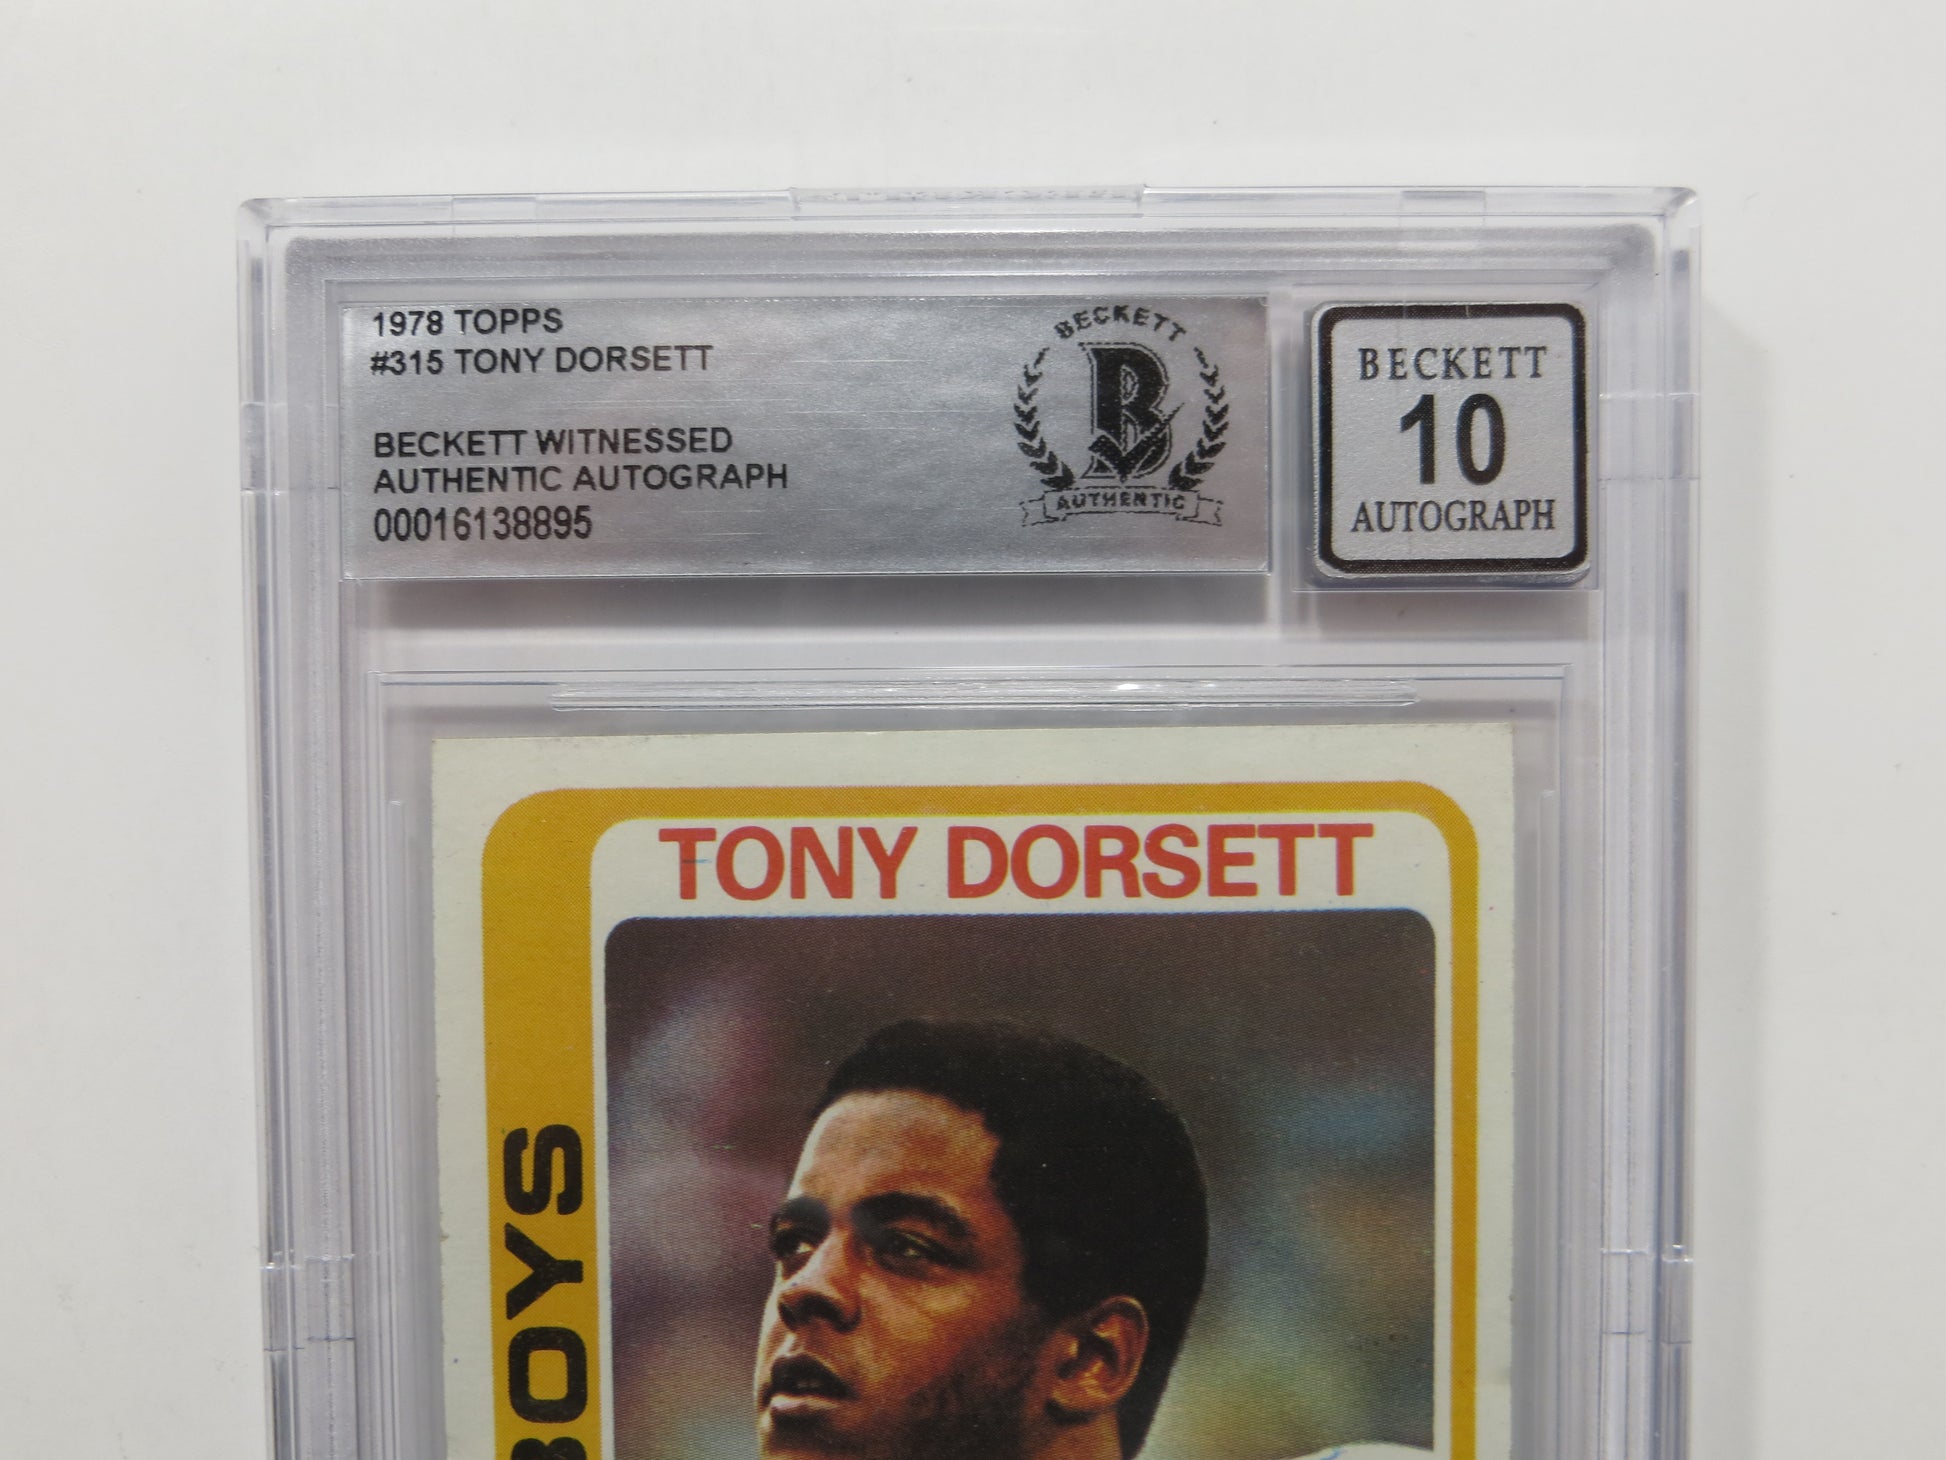 1978 TOPPS
#315 TONY DORSETT
BECKETT WITNESSED
AUTHENTIC AUTOGRAPH
00016138895
BECKETT
B
AUTHENTIC
BECKETT
10
AUTOGRAPH
TONY DORSETT
BOYS